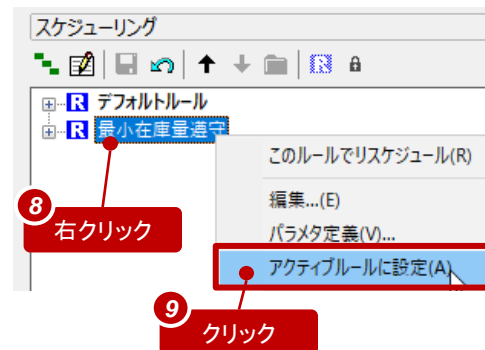 スケジューリング
R デフォルトルール
R 最小在庫量遵守
このルールでリスケジュール(R)
8
右クリック
編集...(E)
パラメタ定義(V)...
アクティブルールに設定(A)
9
クリック